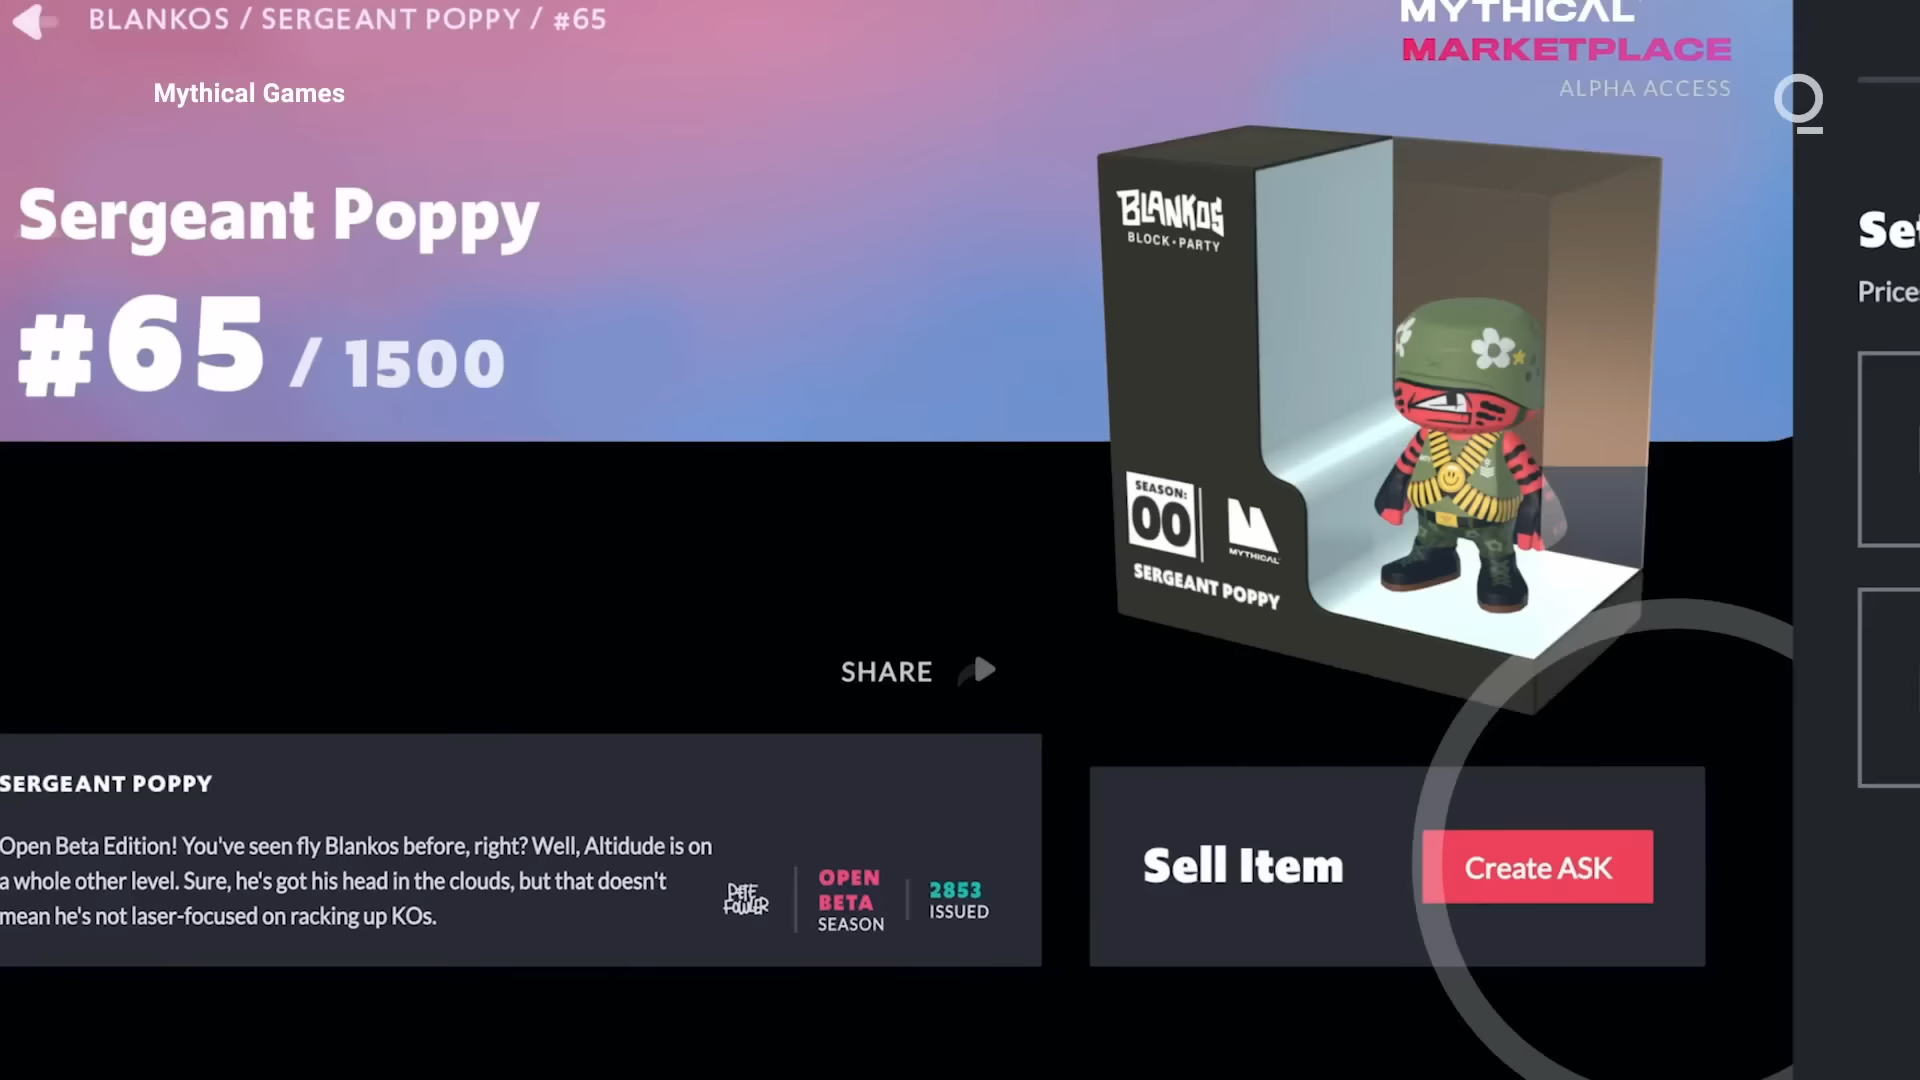 BLANKOS / SERGEANT POPPY / #65
MYTHICAL
MARKETPLACE
ALPHA ACCESS
Mythical Games
Sergeant Poppy
#65 / 1500
BLANKOS
BLOCK·PARTY
SEASON:
00
MYTHICAL
SERGEANT POPPY
SHARE
SERGEANT POPPY
Open Beta Edition! You've seen fly Blankos before, right? Well, Altidude is on
a whole other level. Sure, he's got his head in the clouds, but that doesn't
mean he's not laser-focused on racking up KOs.
PETE
FOWLER
OPEN
BETA
SEASON
2853
ISSUED
Sell Item
Create ASK
Set
Price